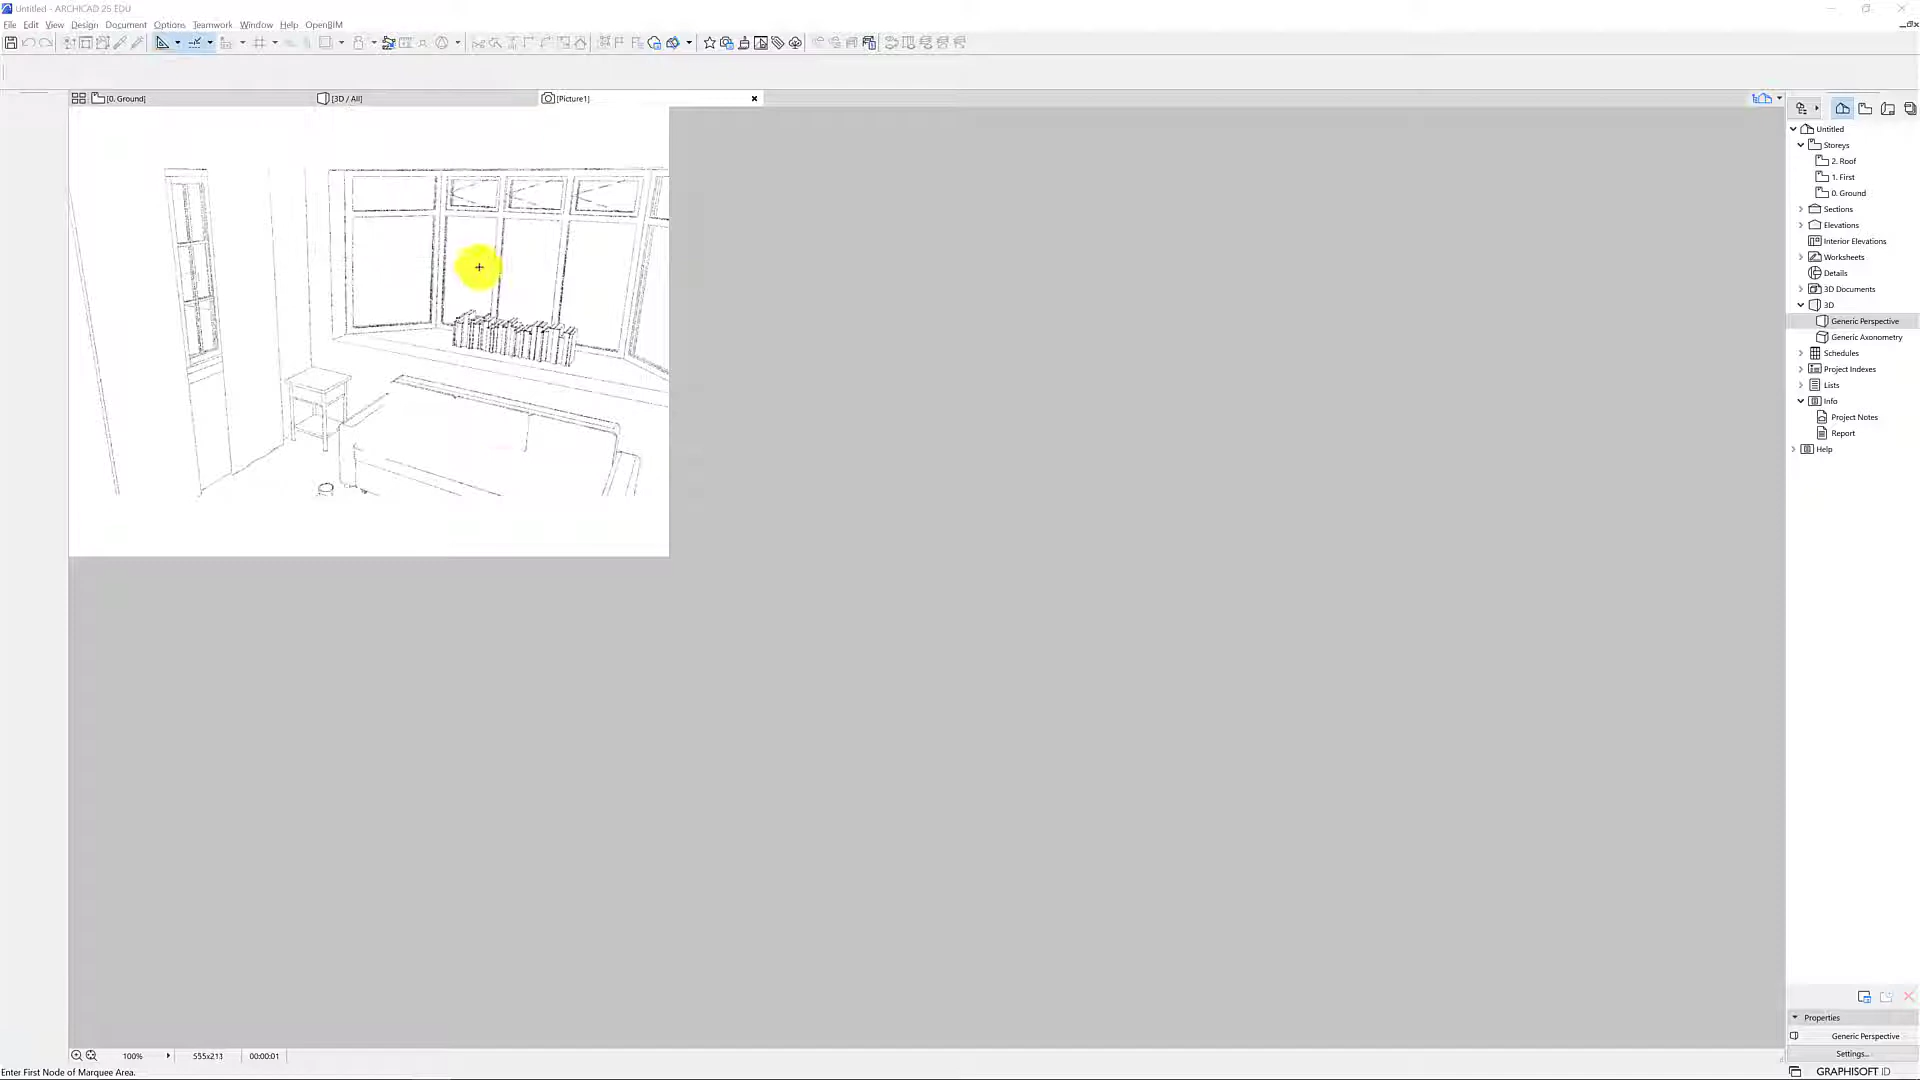 Untitled - ARCHICAD 25 EDU
File Edit View Design Document Options Teamwork Window Help OpenBIM
[0. Ground]
[3D / All]
[Picture1]
Untitled
Storeys
2. Roof
1. First
0. Ground
Sections
Elevations
Interior Elevations
Worksheets
Details
3D Documents
3D
Generic Perspective
Generic Axonometry
Schedules
Project Indexes
Lists
Info
Project Notes
Report
Help
Properties
Generic Perspective
Settings...
100%
555x213
00:00:01
Enter First Node of Marquee Area.
GRAPHISOFT ID